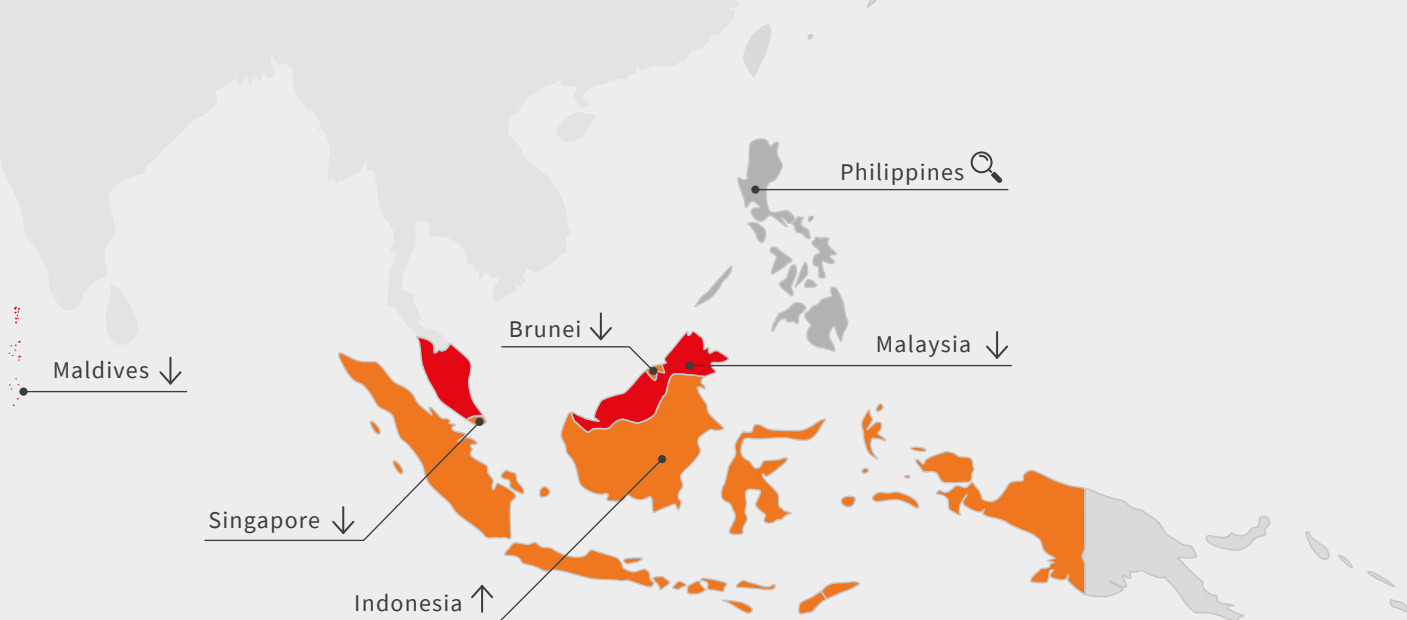 Philippines
Brunei ↓
Malaysia ↓
Maldives ↓
Singapore ↓
Indonesia ↑